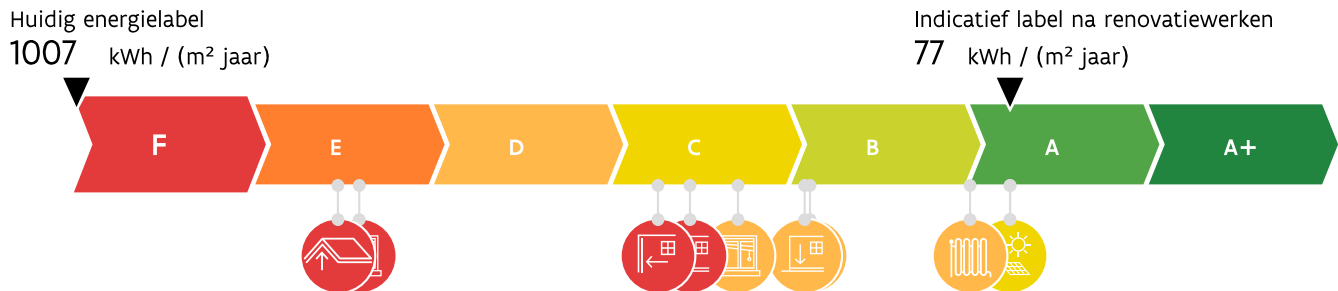 Huidig energielabel
1007 kWh / (m² jaar)
Indicatief label na renovatiewerken
77 kWh / (m² jaar)
F
E
D
C
B
A
A+